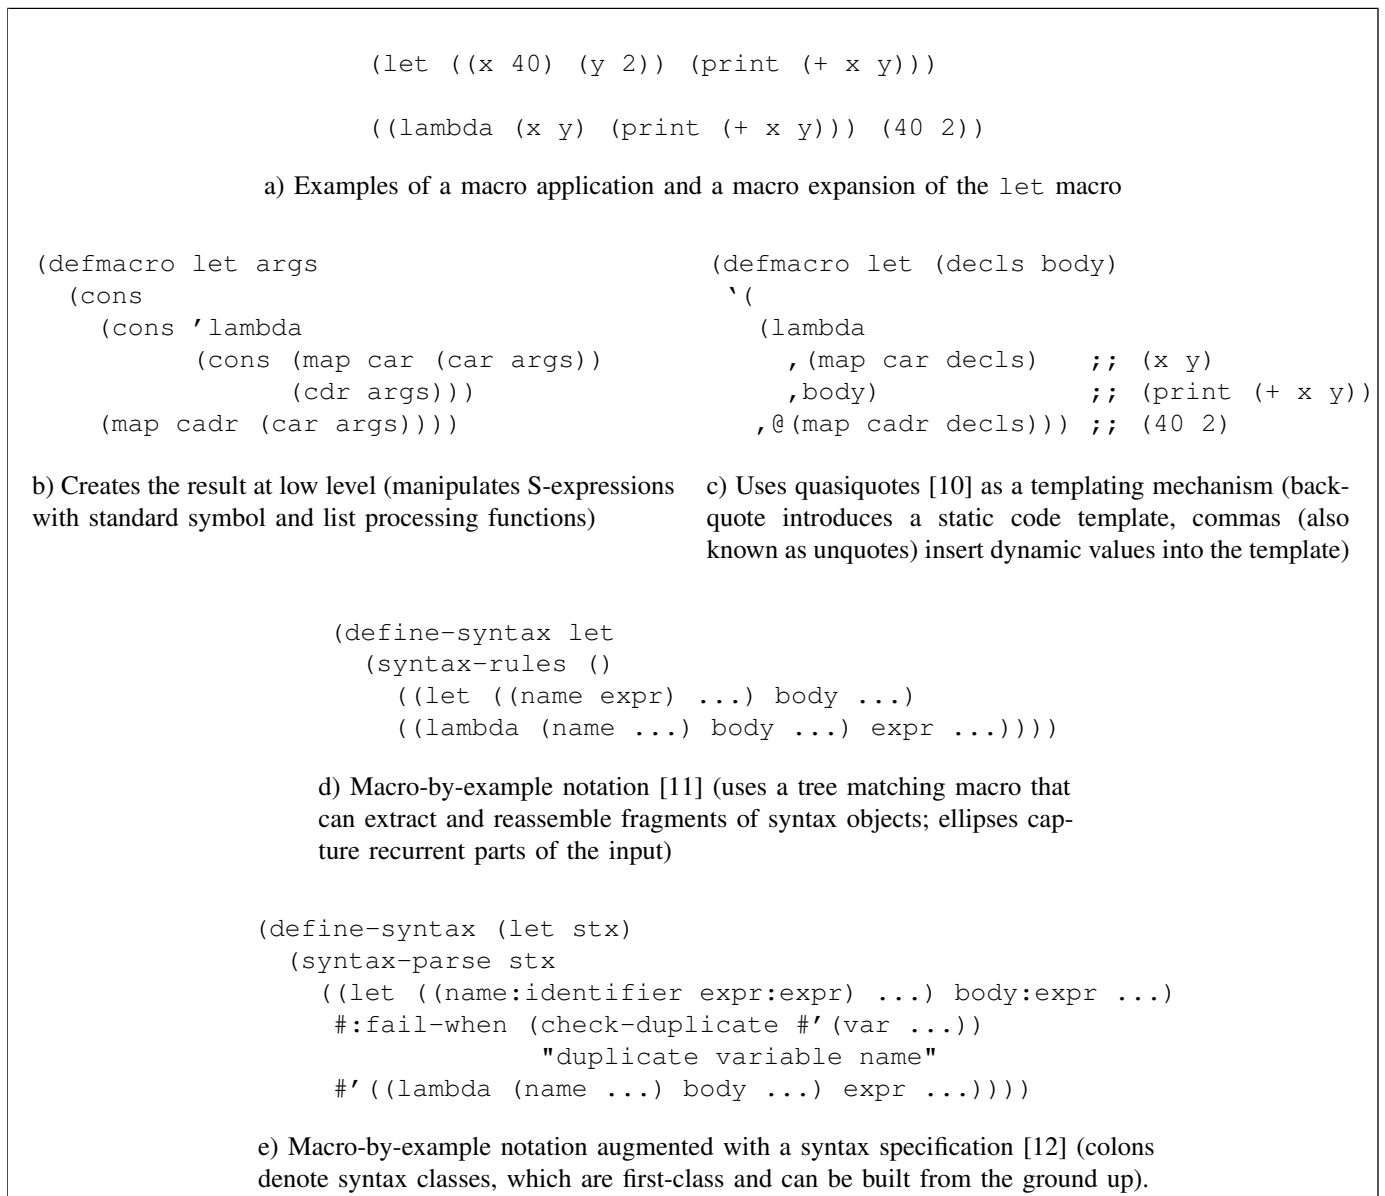 (let ((x 40) (y 2)) (print (+ x y)))
((lambda (x y) (print (+ x y))) (40 2))
a) Examples of a macro application and a macro expansion of the let macro
(defmacro let args
(cons
(cons ’lambda
(cons (map car (car args))
(cdr args)))
(map cadr (car args))))
b) Creates the result at low level (manipulates S-expressions
with standard symbol and list processing functions)
(defmacro let (decls body)
‘(
(lambda
,(map car decls) ;; (x y)
,body) ;; (print (+ x y))
,@(map cadr decls))) ;; (40 2)
c) Uses quasiquotes [10] as a templating mechanism (back-
quote introduces a static code template, commas (also
known as unquotes) insert dynamic values into the template)
(define-syntax let
(syntax-rules ()
((let ((name expr) ...) body ...)
((lambda (name ...) body ...) expr ...))))
d) Macro-by-example notation [11] (uses a tree matching macro that
can extract and reassemble fragments of syntax objects; ellipses cap-
ture recurrent parts of the input)
(define-syntax (let stx)
(syntax-parse stx
((let ((name:identifier expr:expr) ...) body:expr ...)
#:fail-when (check-duplicate #’(var ...))
"duplicate variable name"
#’((lambda (name ...) body ...) expr ...))))
e) Macro-by-example notation augmented with a syntax specification [12] (colons
denote syntax classes, which are first-class and can be built from the ground up).